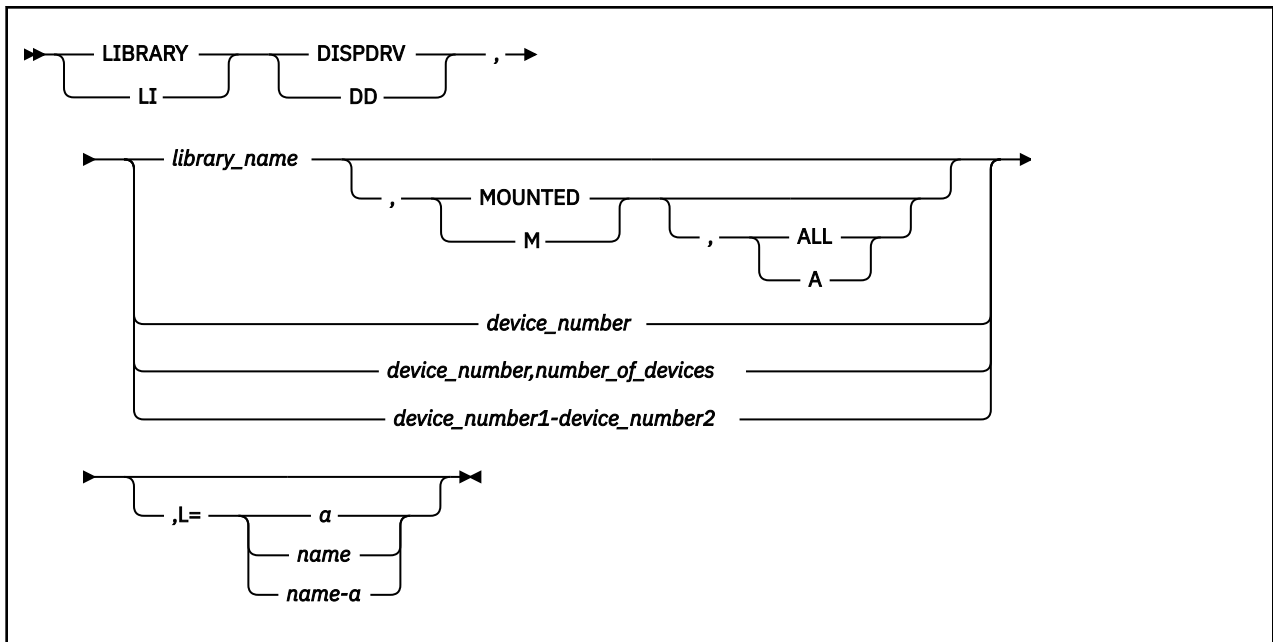 LIBRARY DISPDRV ,
LI DD
library_name
, MOUNTED
M
, ALL
A
device_number
device_number,number_of_devices
device_number1-device_number2
,L= a
name
name-a